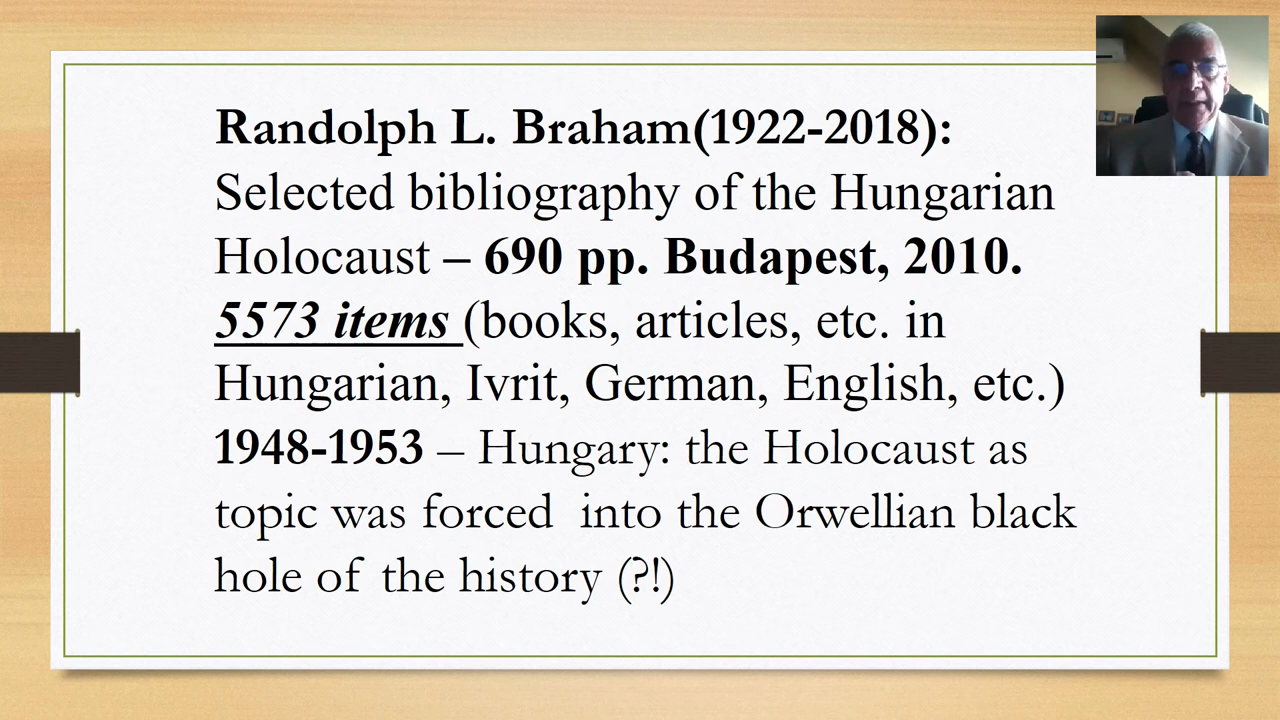 Randolph L. Braham(1922-2018):
Selected bibliography of the Hungarian
Holocaust – 690 pp. Budapest, 2010.
5573 items (books, articles, etc. in
Hungarian, Ivrit, German, English, etc.)
1948-1953 – Hungary: the Holocaust as
topic was forced into the Orwellian black
hole of the history (?!)